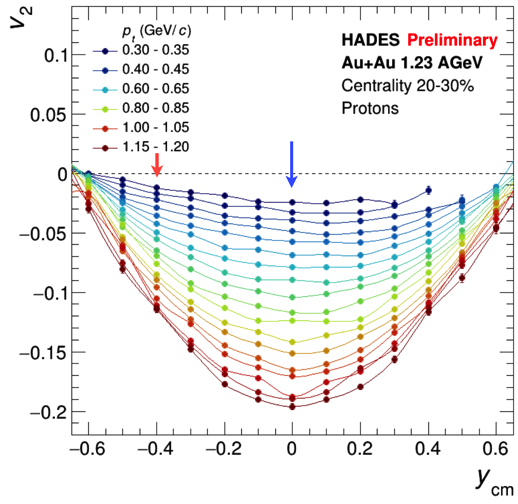 v2
0.1
0.05
0
−0.05
−0.1
−0.15
−0.2
pt (GeV/c)
0.30 - 0.35
0.40 - 0.45
0.60 - 0.65
0.80 - 0.85
1.00 - 1.05
1.15 - 1.20
HADES Preliminary
Au+Au 1.23 AGeV
Centrality 20-30%
Protons
−0.6 −0.4 −0.2 0 0.2 0.4 0.6
ycm